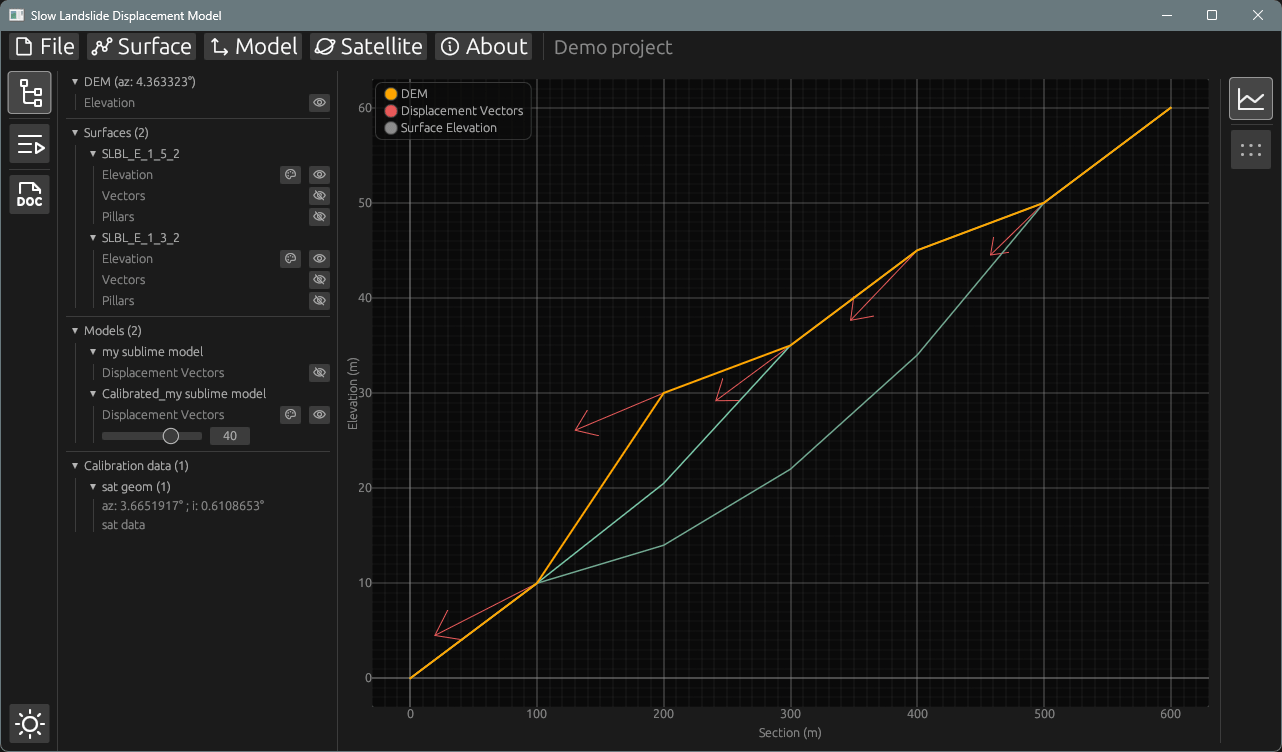 Slow Landslide Displacement Model
File Surface Model Satellite About Demo project
DEM (az: 4.363323°)
Elevation
Surfaces (2)
SLBL_E_1_5_2
Elevation
Vectors
Pillars
SLBL_E_1_3_2
Elevation
Vectors
Pillars
Models (2)
my sublime model
Displacement Vectors
Calibrated_my sublime model
Displacement Vectors
40
Calibration data (1)
sat geom (1)
az: 3.6651917° ; i: 0.6108653°
sat data
DOC
DEM
Displacement Vectors
Surface Elevation
60
50
40
30
20
10
0
Elevation (m)
0 100 200 300 400 500 600
Section (m)